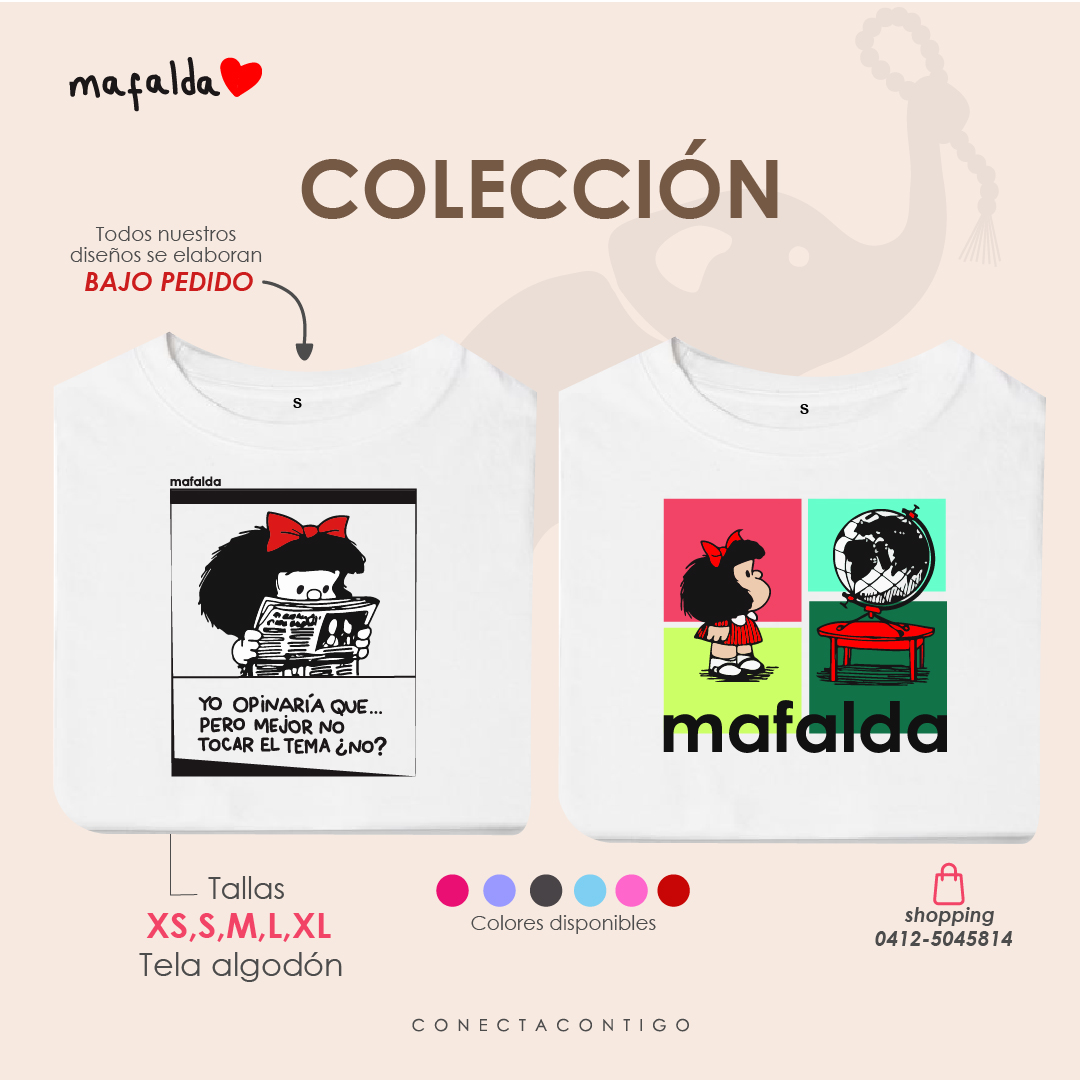 mafalda
COLECCIÓN
Todos nuestros
diseños se elaboran
BAJO PEDIDO
S
mafalda
YO OPINARÍA QUE...
PERO MEJOR NO
TOCAR EL TEMA ¿NO?
S
mafalda
Tallas
XS,S,M,L,XL
Tela algodón
Colores disponibles
shopping
0412-5045814
CONECTACONTIGO